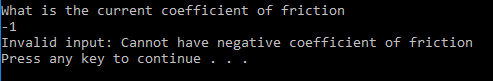 What is the current coefficient of friction
-1
Invalid input: Cannot have negative coefficient of friction
Press any key to continue . . .